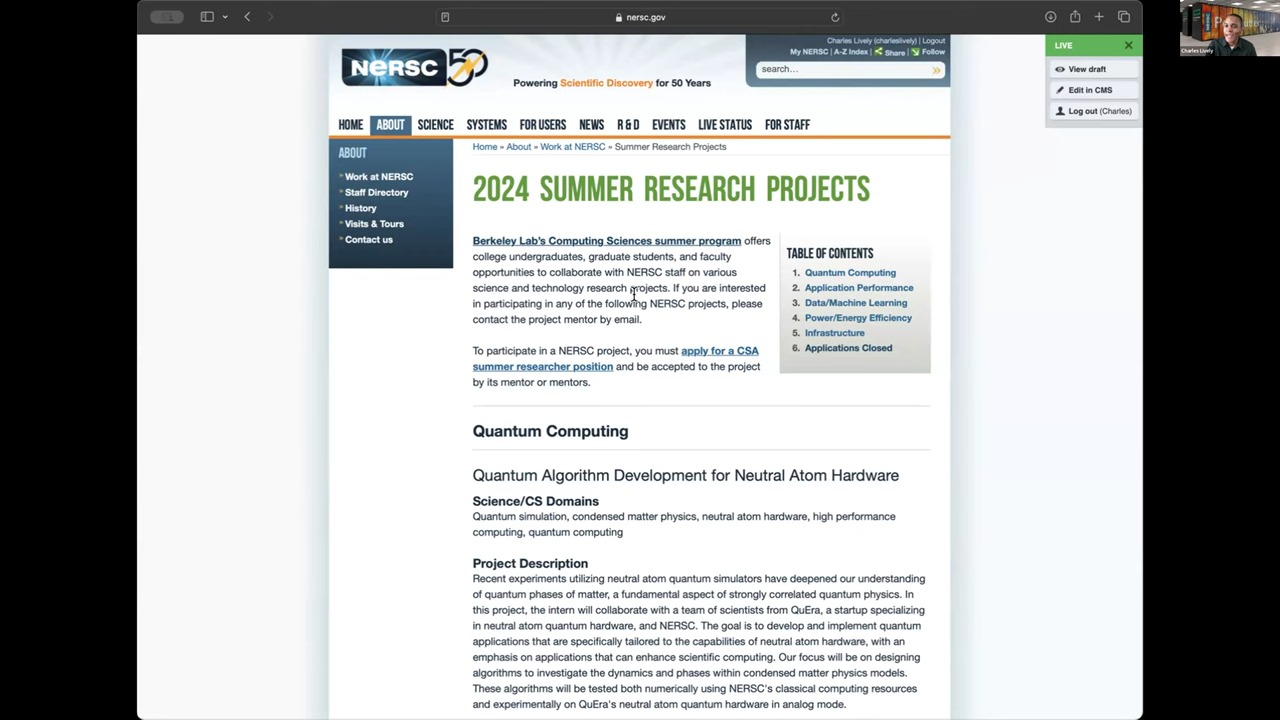 nersc.gov
NERSC 50
Powering Scientific Discovery for 50 Years
Charles Lively (charleslively) | Logout
My NERSC | A-Z Index | Share | Follow
search...
HOME ABOUT SCIENCE SYSTEMS FOR USERS NEWS R & D EVENTS LIVE STATUS FOR STAFF
ABOUT
Work at NERSC
Staff Directory
History
Visits & Tours
Contact us
Home » About » Work at NERSC » Summer Research Projects
2024 SUMMER RESEARCH PROJECTS
Berkeley Lab's Computing Sciences summer program offers
college undergraduates, graduate students, and faculty
opportunities to collaborate with NERSC staff on various
science and technology research projects. If you are interested
in participating in any of the following NERSC projects, please
contact the project mentor by email.
To participate in a NERSC project, you must apply for a CSA
summer researcher position and be accepted to the project
by its mentor or mentors.
TABLE OF CONTENTS
1. Quantum Computing
2. Application Performance
3. Data/Machine Learning
4. Power/Energy Efficiency
5. Infrastructure
6. Applications Closed
Quantum Computing
Quantum Algorithm Development for Neutral Atom Hardware
Science/CS Domains
Quantum simulation, condensed matter physics, neutral atom hardware, high performance
computing, quantum computing
Project Description
Recent experiments utilizing neutral atom quantum simulators have deepened our understanding
of quantum phases of matter, a fundamental aspect of strongly correlated quantum physics. In
this project, the intern will collaborate with a team of scientists from QuEra, a startup specializing
in neutral atom quantum hardware, and NERSC. The goal is to develop and implement quantum
applications that are specifically tailored to the capabilities of neutral atom hardware, with an
emphasis on applications that can enhance scientific computing. Our focus will be on designing
algorithms to investigate the dynamics and phases within condensed matter physics models.
These algorithms will be tested both numerically using NERSC's classical computing resources
and experimentally on QuEra's neutral atom quantum hardware in analog mode.
LIVE
View draft
Edit in CMS
Log out (Charles)
Charles Lively